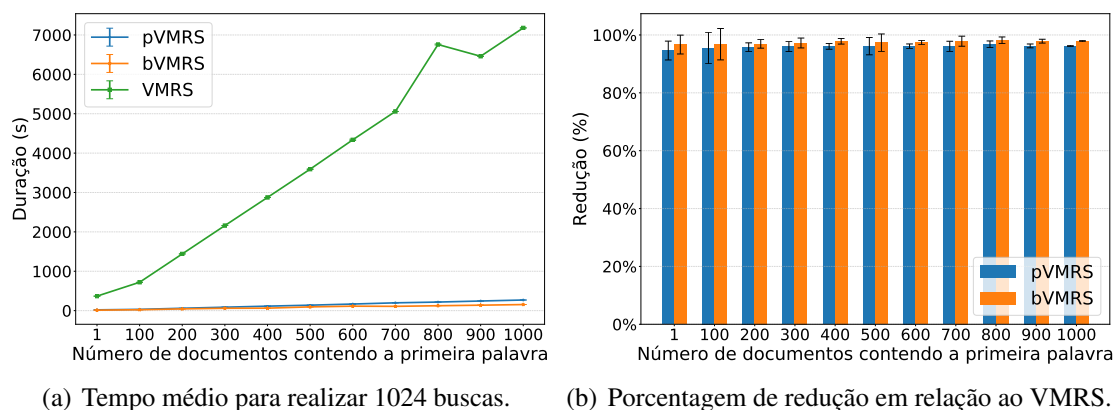 Duração (s)
7000
6000
5000
4000
3000
2000
1000
0
pVMRS
bVMRS
VMRS
1 100 200 300 400 500 600 700 800 900 1000
Número de documentos contendo a primeira palavra
(a) Tempo médio para realizar 1024 buscas.
Redução (%)
100%
80%
60%
40%
20%
0%
pVMRS
bVMRS
1 100 200 300 400 500 600 700 800 900 1000
Número de documentos contendo a primeira palavra
(b) Porcentagem de redução em relação ao VMRS.